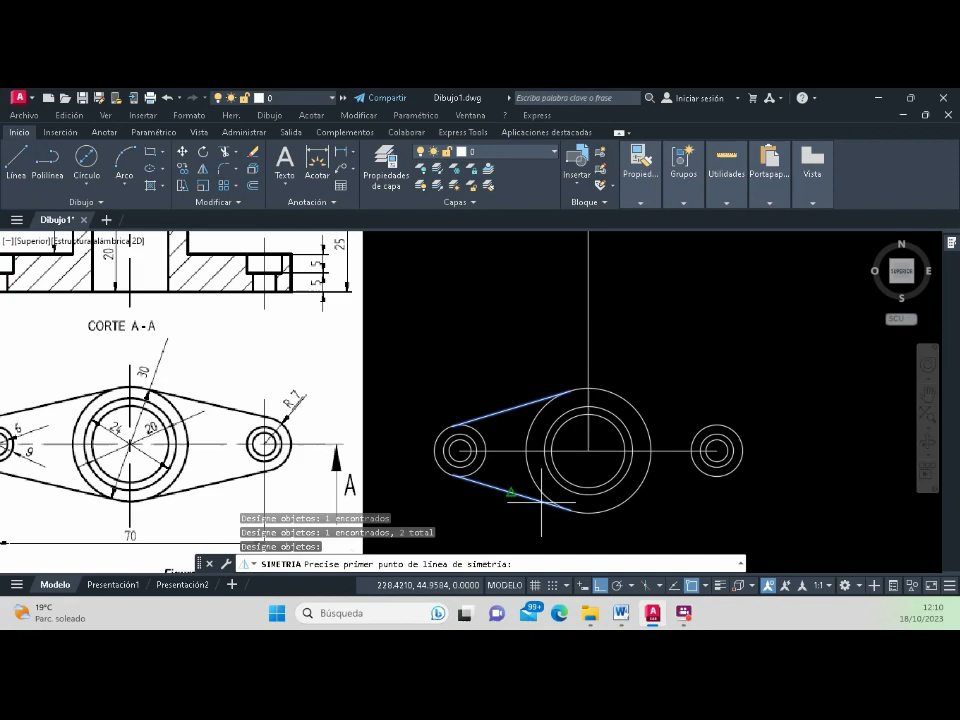 Compartir
Dibujo1.dwg
Escriba palabra clave o frase
Iniciar sesión
Archivo Edición Ver Insertar Formato Herr. Dibujo Acotar Modificar Paramétrico Ventana ? Express
Inicio Inserción Anotar Paramétrico Vista Administrar Salida Complementos Colaborar Express Tools Aplicaciones destacadas
0
0
Línea Polilínea Círculo Arco
Texto Acotar
Propiedades de capa
Insertar
Propied... Grupos Utilidades Portapap... Vista
Dibujo Modificar Anotación Capas Bloque
Dibujo1*
[−][Superior][Estructura alámbrica 2D]
20
5
5
25
CORTE A-A
30
R 7
24
20
6
9
A
70
N
O SUPERIOR E
S
SCU
Designe objetos: 1 encontrados
Designe objetos: 1 encontrados, 2 total
Designe objetos:
SIMETRIA Precise primer punto de línea de simetría:
Modelo Presentación1 Presentación2
228.4210, 44.9584, 0.0000 MODELO
1:1
19°C
Parc. soleado
Búsqueda
99+
12:10
18/10/2023